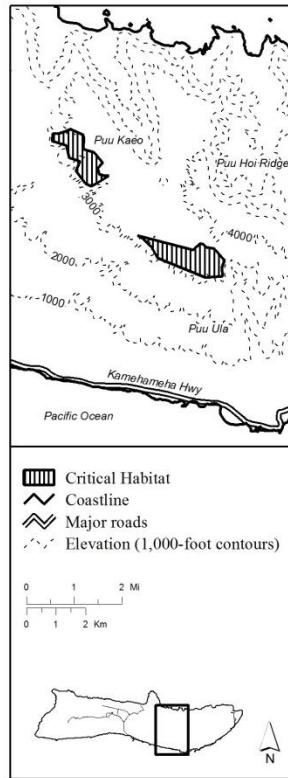 Puu Kaeo
Puu Hoi Ridge
3000
4000
2000
1000
Puu Ula
Kamehameha Hwy
Pacific Ocean
Critical Habitat
Coastline
Major roads
Elevation (1,000-foot contours)
0 1 2 Mi
0 1 2 Km
N